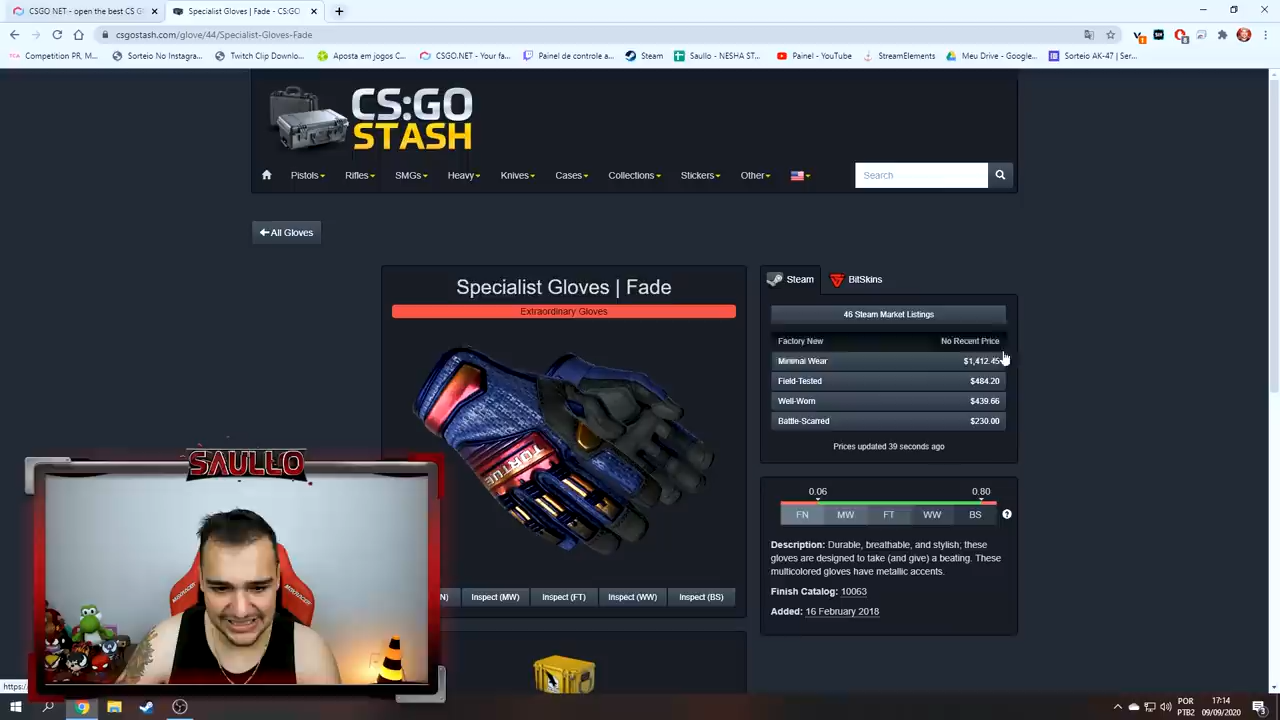 CSGO NET - open the best CS G
Specialist Gloves | Fade - CS:GO
csgostash.com/glove/44/Specialist-Gloves-Fade
Competition PR, M...
Sorteio No Instagra...
Twitch Clip Downlo...
Aposta em jogos C...
CSGO.NET - Your fa...
Painel de controle a...
Steam
Saullo - NESHA ST...
Painel - YouTube
StreamElements
Meu Drive - Google...
Sorteio AK-47 | Ser...
CS:GO
STASH
Pistols
Rifles
SMGs
Heavy
Knives
Cases
Collections
Stickers
Other
Search
All Gloves
Specialist Gloves | Fade
Extraordinary Gloves
TORTUE
Inspect (MW)
Inspect (FT)
Inspect (WW)
Inspect (BS)
Steam
BitSkins
46 Steam Market Listings
Factory New No Recent Price
Minimal Wear $1,412.45
Field-Tested $484.20
Well-Worn $439.66
Battle-Scarred $230.00
Prices updated 39 seconds ago
0.06 0.80
FN MW FT WW BS
Description: Durable, breathable, and stylish; these
gloves are designed to take (and give) a beating. These
multicolored gloves have metallic accents.
Finish Catalog: 10063
Added: 16 February 2018
SAULLO
https:/
POR
PTB2
17:14
09/09/2020